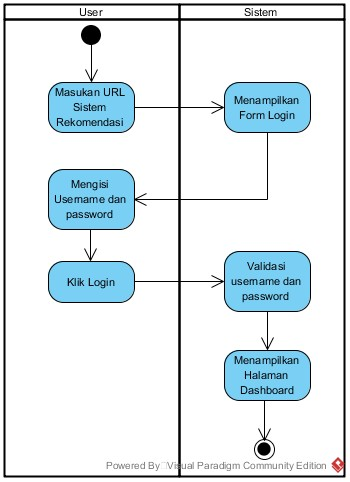 User
Sistem
Masukan URL
Sistem
Rekomendasi
Menampilkan
Form Login
Mengisi
Username dan
password
Klik Login
Validasi
username dan
password
Menampilkan
Halaman
Dashboard
Powered By Visual Paradigm Community Edition